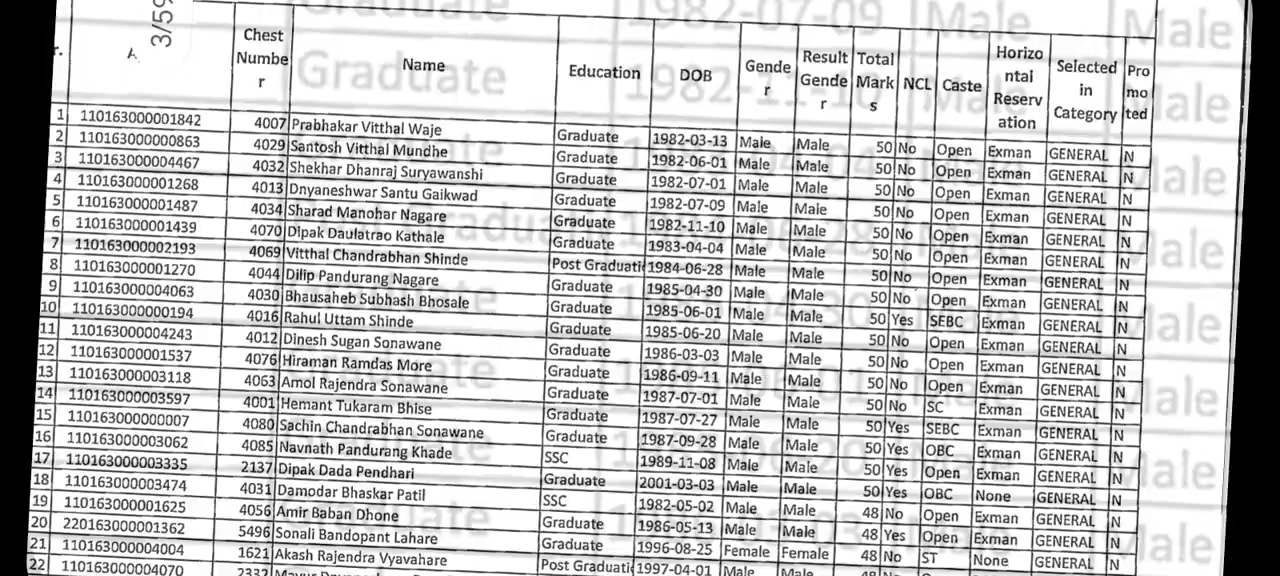 3/59
r. A Chest Number Name Education DOB Gender Result Gender Total Marks NCL Caste Horizontal Reservation Selected in Category Promoted
1 110163000001842 4007 Prabhakar Vitthal Waje Graduate 1982-03-13 Male Male 50 No Open Exman GENERAL N
2 110163000000863 4029 Santosh Vitthal Mundhe Graduate 1982-06-01 Male Male 50 No Open Exman GENERAL N
3 110163000004467 4032 Shekhar Dhanraj Suryawanshi Graduate 1982-07-01 Male Male 50 No Open Exman GENERAL N
4 110163000001268 4013 Dnyaneshwar Santu Gaikwad Graduate 1982-07-09 Male Male 50 No Open Exman GENERAL N
5 110163000001487 4034 Sharad Manohar Nagare Graduate 1982-11-10 Male Male 50 No Open Exman GENERAL N
6 110163000001439 4070 Dipak Daulatrao Kathale Graduate 1983-04-04 Male Male 50 No Open Exman GENERAL N
7 110163000002193 4069 Vitthal Chandrabhan Shinde Post Graduati 1984-06-28 Male Male 50 No Open Exman GENERAL N
8 110163000001270 4044 Dilip Pandurang Nagare Graduate 1985-04-30 Male Male 50 No Open Exman GENERAL N
9 110163000004063 4030 Bhausaheb Subhash Bhosale Graduate 1985-06-01 Male Male 50 Yes SEBC Exman GENERAL N
10 110163000000194 4016 Rahul Uttam Shinde Graduate 1985-06-20 Male Male 50 No Open Exman GENERAL N
11 110163000004243 4012 Dinesh Sugan Sonawane Graduate 1986-03-03 Male Male 50 No Open Exman GENERAL N
12 110163000001537 4076 Hiraman Ramdas More Graduate 1986-09-11 Male Male 50 No Open Exman GENERAL N
13 110163000003118 4063 Amol Rajendra Sonawane Graduate 1987-07-01 Male Male 50 No SC Exman GENERAL N
14 110163000003597 4001 Hemant Tukaram Bhise Graduate 1987-07-27 Male Male 50 Yes SEBC Exman GENERAL N
15 110163000000007 4080 Sachin Chandrabhan Sonawane Graduate 1987-09-28 Male Male 50 Yes OBC Exman GENERAL N
16 110163000003062 4085 Navnath Pandurang Khade SSC 1989-11-08 Male Male 50 Yes Open Exman GENERAL N
17 110163000003335 2137 Dipak Dada Pendhari Graduate 2001-03-03 Male Male 50 Yes OBC None GENERAL N
18 110163000003474 4031 Damodar Bhaskar Patil SSC 1982-05-02 Male Male 48 No Open Exman GENERAL N
19 110163000001625 4056 Amir Baban Dhone Graduate 1986-05-13 Male Male 48 Yes Open Exman GENERAL N
20 220163000001362 5496 Sonali Bandopant Lahare Graduate 1996-08-25 Female Female 48 No ST None GENERAL N
21 110163000004004 1621 Akash Rajendra Vyavahare Post Graduati 1997-04-01 Male Male
22 110163000004070 2332